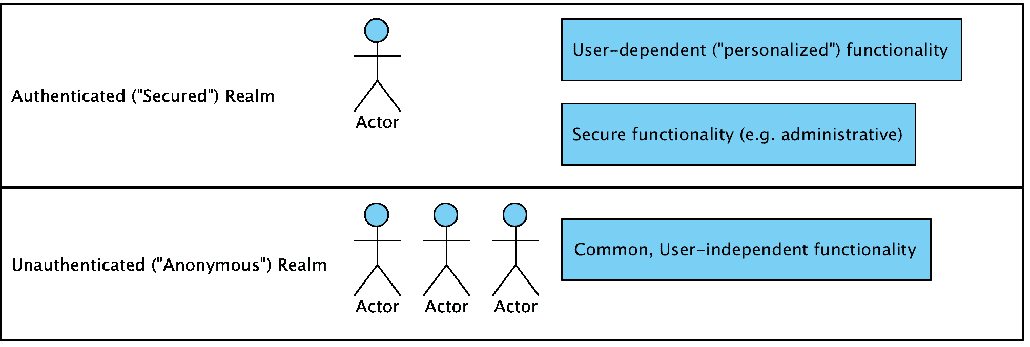 User-dependent ("personalized") functionality
Authenticated ("Secured") Realm
Actor
Secure functionality (e.g. administrative)
Common, User-independent functionality
Unauthenticated ("Anonymous") Realm
Actor
Actor
Actor